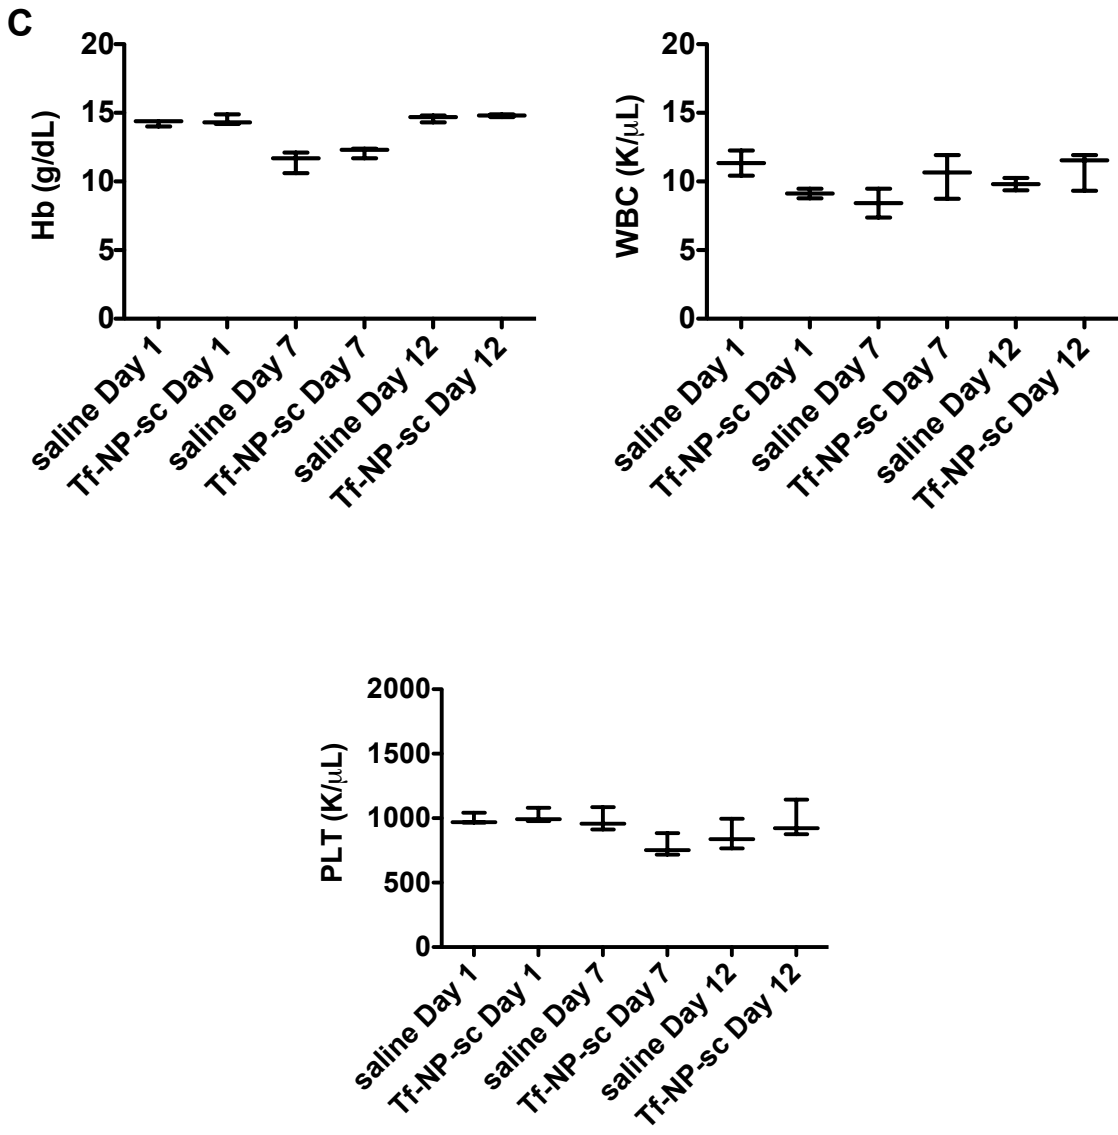 C
Hb (g/dL)
20
15
10
5
0
saline Day 1
Tf-NP-sc Day 1
saline Day 7
Tf-NP-sc Day 7
saline Day 12
Tf-NP-sc Day 12
WBC (K/μL)
20
15
10
5
0
saline Day 1
Tf-NP-sc Day 1
saline Day 7
Tf-NP-sc Day 7
saline Day 12
Tf-NP-sc Day 12
PLT (K/μL)
2000
1500
1000
500
0
saline Day 1
Tf-NP-sc Day 1
saline Day 7
Tf-NP-sc Day 7
saline Day 12
Tf-NP-sc Day 12